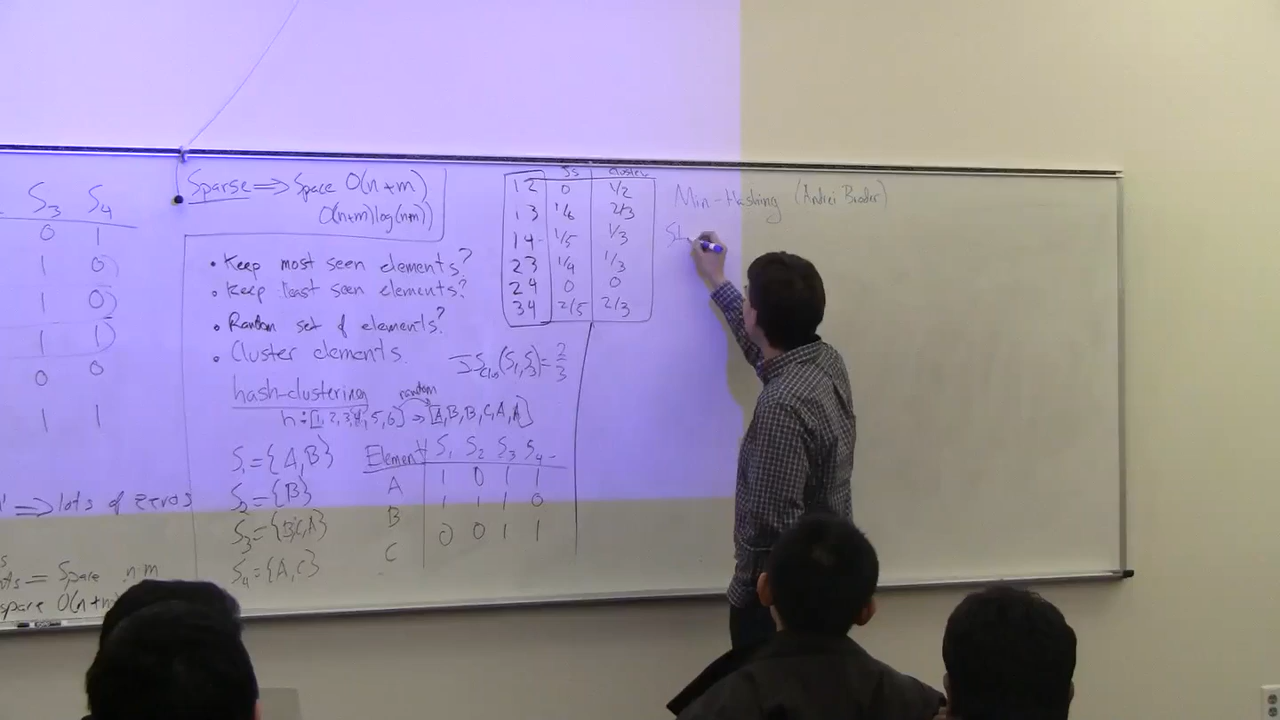 S3 S4
0 1
1 0
1 0
1 1
0 0
1 1
⇒ lots of zeros
= Space n·m
space O(n+m)
Sparse ⇒ Space O(n+m)
O(n+m)log(n+m))
• Keep most seen elements?
• Keep least seen elements?
• Random set of elements?
• Cluster elements.
JSclu(S1,S3)=2/3
hash-clustering
random
h:[1,2,3,4,5,6] → [A,B,B,C,A,A]
S1={A,B}
S2={B}
S3={B,C,A}
S4={A,C}
Element S1 S2 S3 S4
A 1 0 1 1
B 1 1 1 0
C 0 0 1 1
JS cluster
12 0 1/2
13 1/6 2/3
14 1/5 1/3
23 1/4 1/3
24 0 0
34 2/5 2/3
Min-Hashing (Andrei Broder)
St